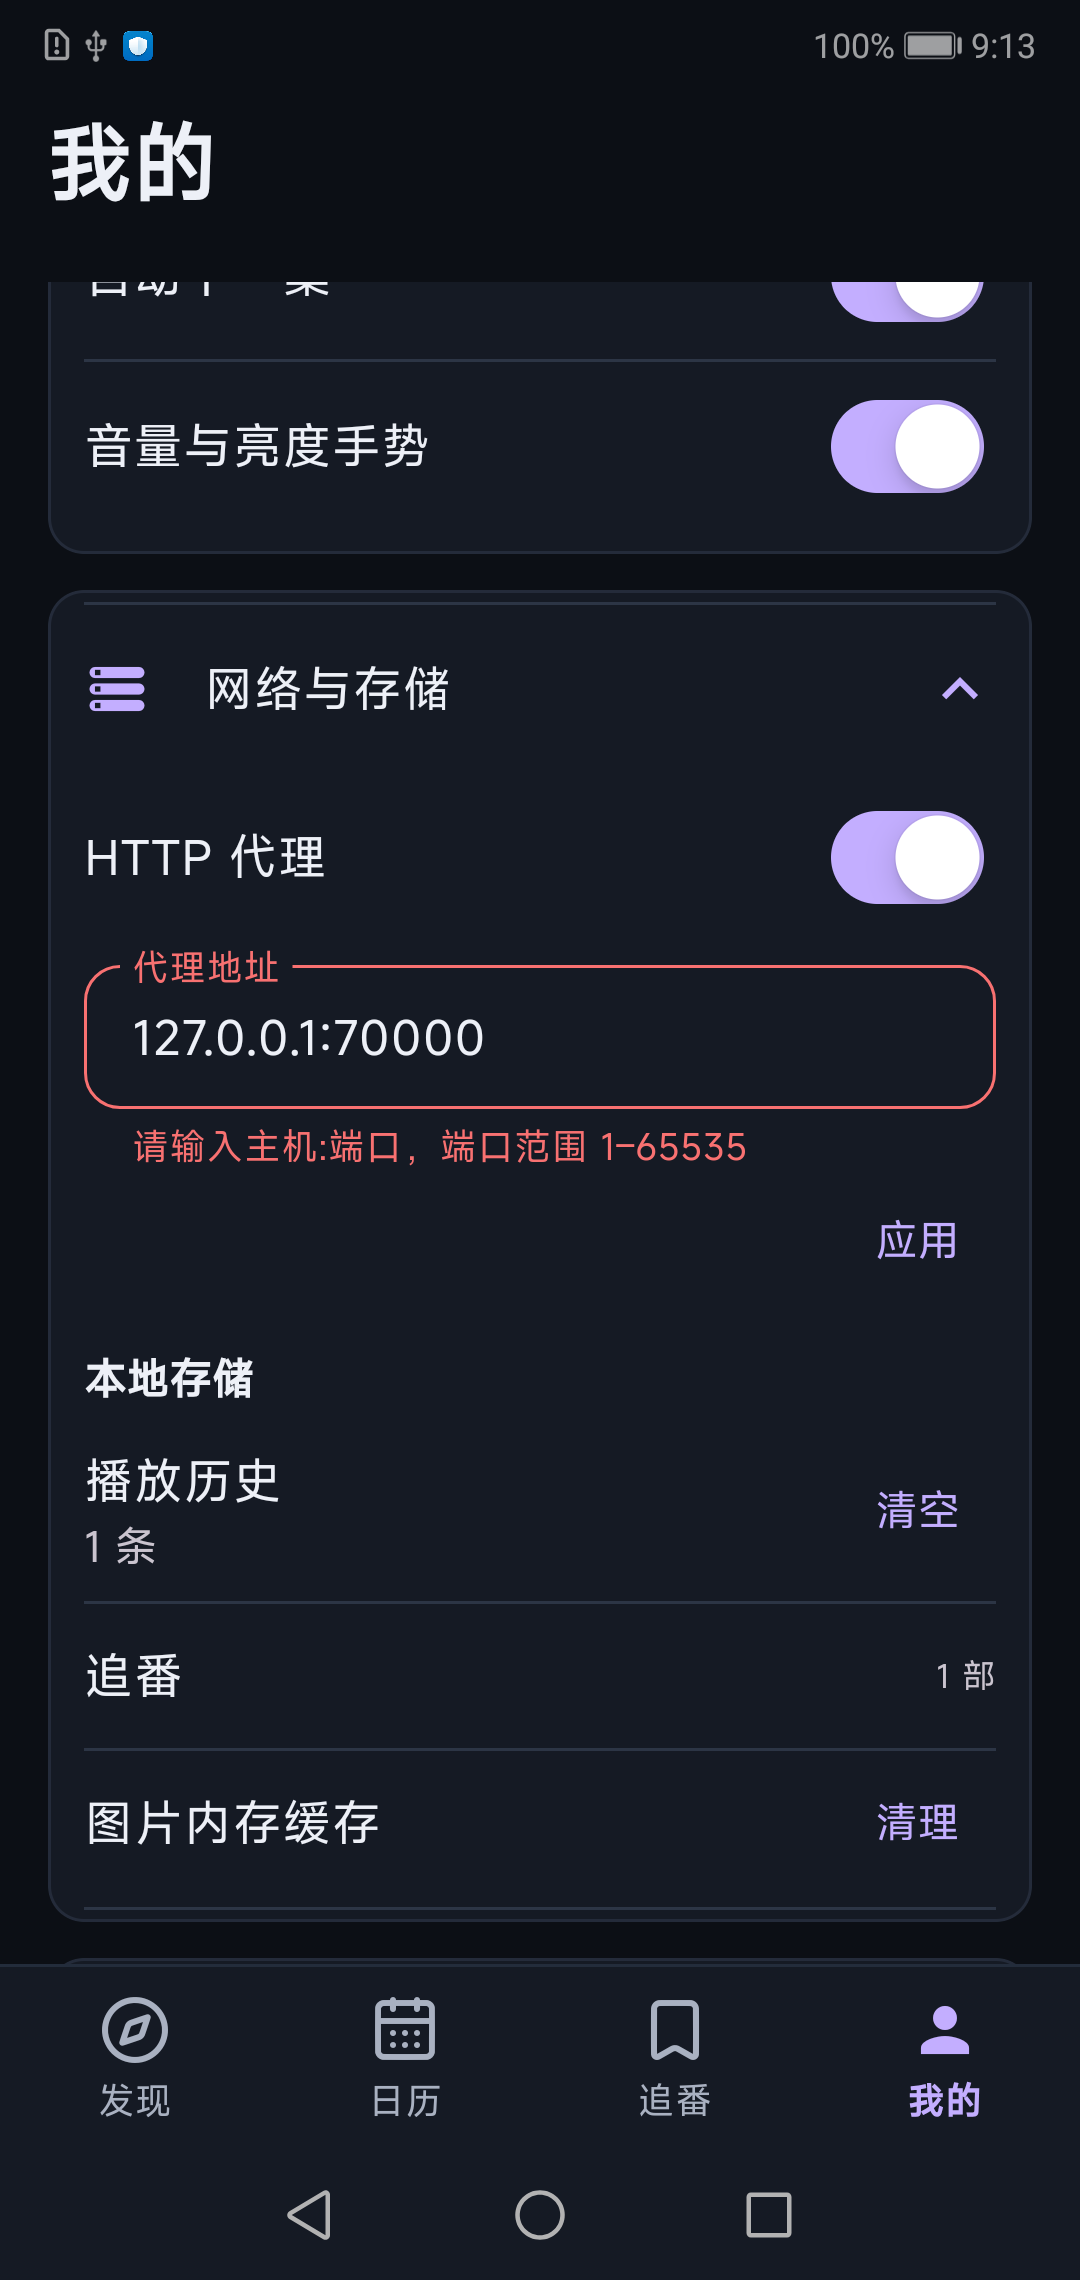 100% 9:13
我的
音量与亮度手势
网络与存储
HTTP 代理
代理地址
127.0.0.1:70000
请输入主机:端口，端口范围 1-65535
应用
本地存储
播放历史
1 条
清空
追番
1 部
图片内存缓存
清理
发现
日历
追番
我的